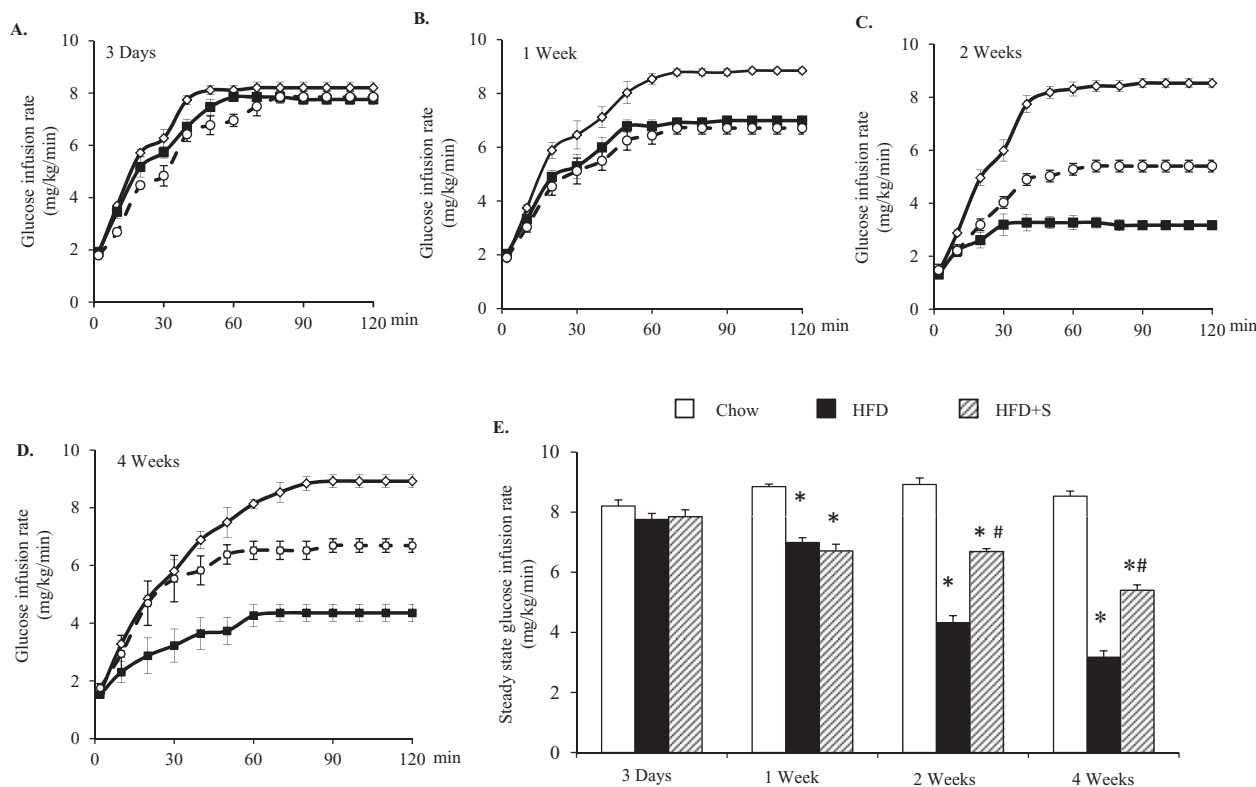 A.
3 Days
Glucose infusion rate
(mg/kg/min)
10
8
6
4
2
0
0 30 60 90 120 min
B.
1 Week
Glucose infusion rate
(mg/kg/min)
10
8
6
4
2
0
0 30 60 90 120 min
C.
2 Weeks
Glucose infusion rate
(mg/kg/min)
10
8
6
4
2
0
0 30 60 90 120 min
D.
4 Weeks
Glucose infusion rate
(mg/kg/min)
10
8
6
4
2
0
0 30 60 90 120 min
Chow HFD HFD+S
E.
Steady state glucose infusion rate
(mg/kg/min)
10
8
6
4
2
0
* *
* * #
* *#
3 Days 1 Week 2 Weeks 4 Weeks